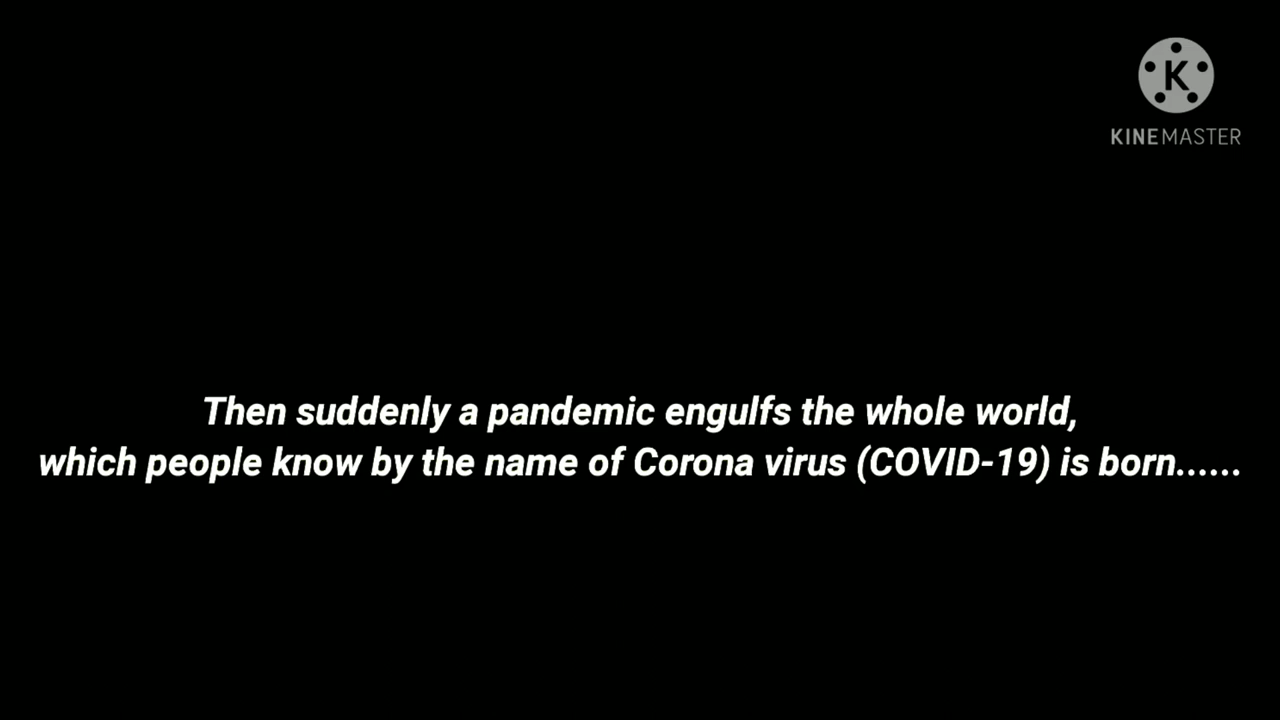 K
KINEMASTER
Then suddenly a pandemic engulfs the whole world,
which people know by the name of Corona virus (COVID-19) is born......